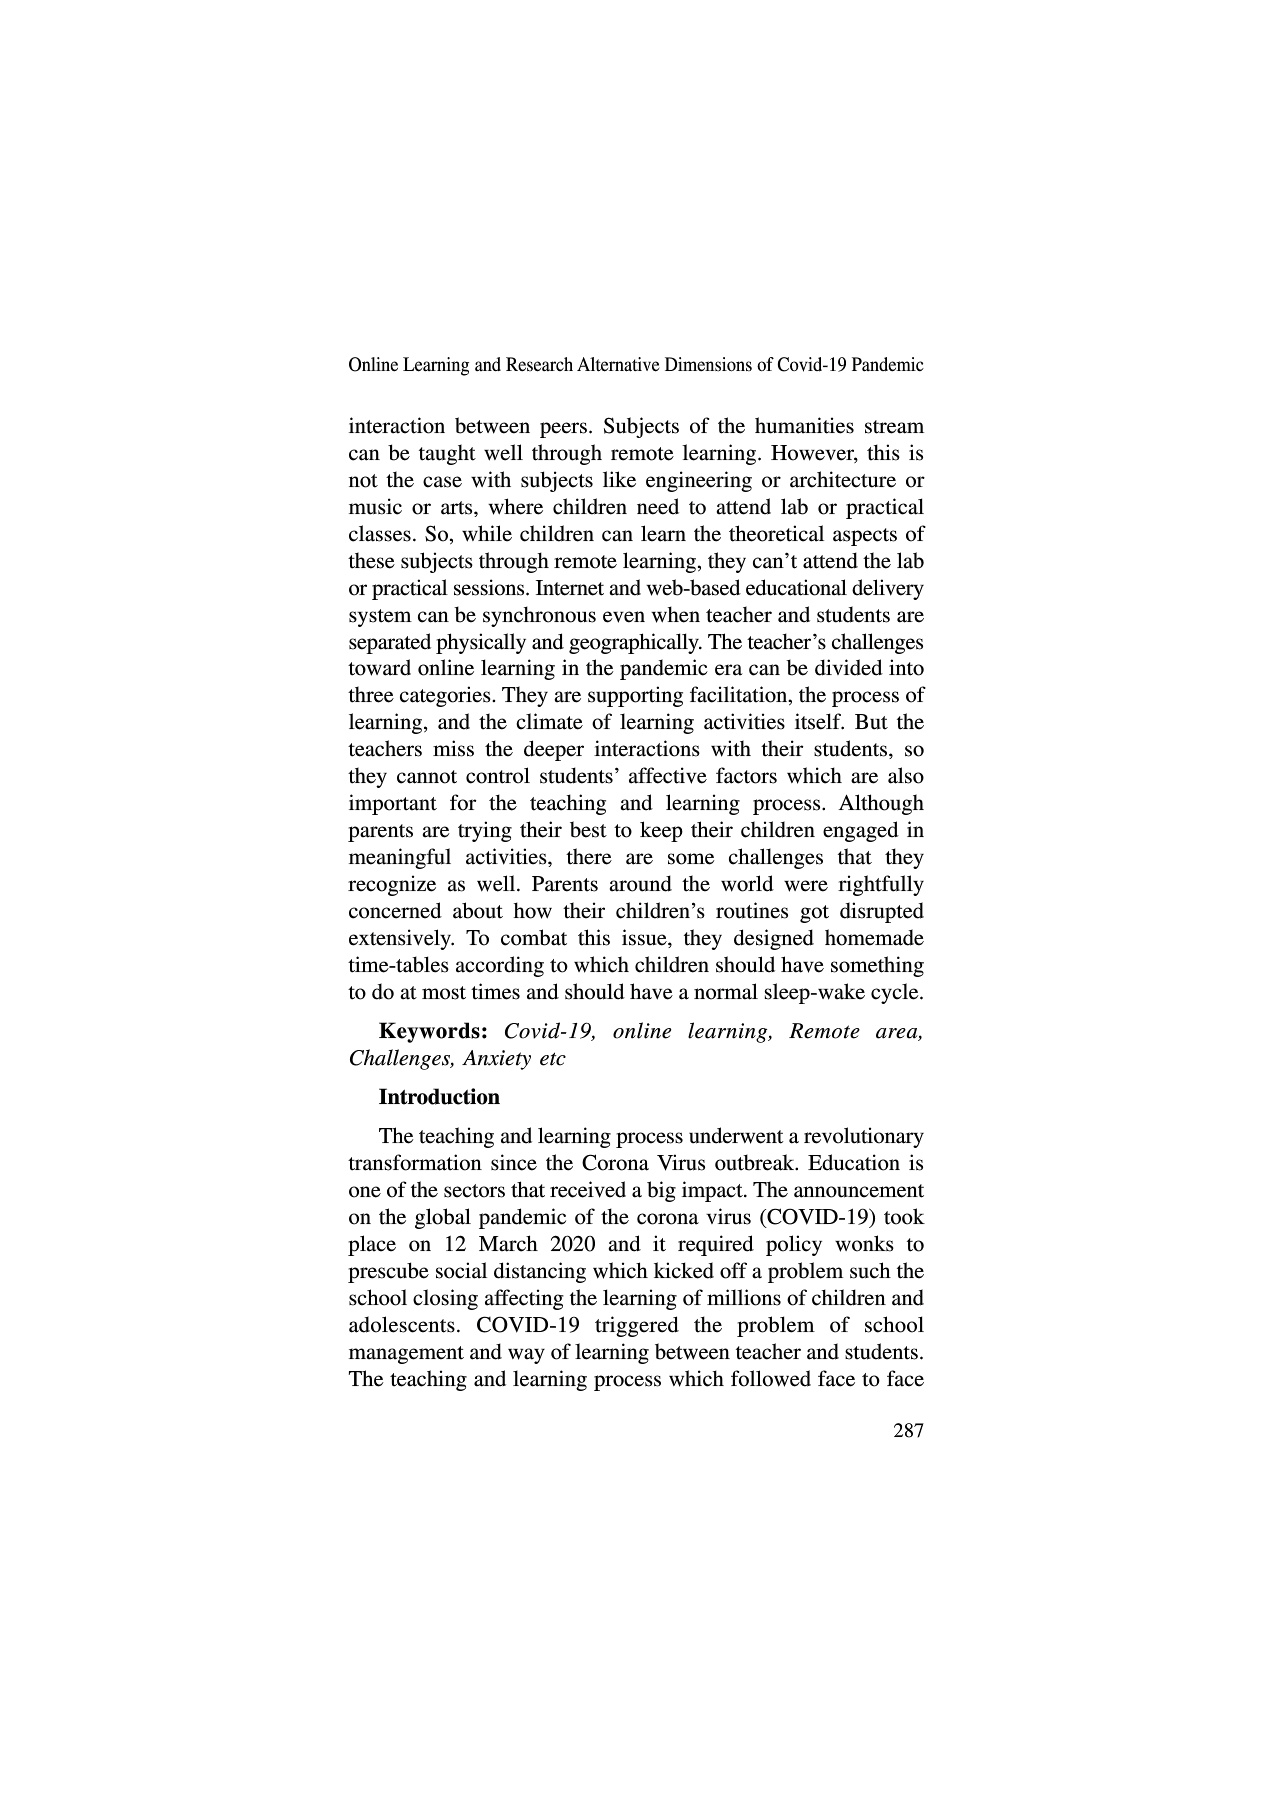 Online Learning and Research Alternative Dimensions of Covid-19 Pandemic
interaction between peers. Subjects of the humanities stream
can be taught well through remote learning. However, this is
not the case with subjects like engineering or architecture or
music or arts, where children need to attend lab or practical
classes. So, while children can learn the theoretical aspects of
these subjects through remote learning, they can’t attend the lab
or practical sessions. Internet and web-based educational delivery
system can be synchronous even when teacher and students are
separated physically and geographically. The teacher’s challenges
toward online learning in the pandemic era can be divided into
three categories. They are supporting facilitation, the process of
learning, and the climate of learning activities itself. But the
teachers miss the deeper interactions with their students, so
they cannot control students’ affective factors which are also
important for the teaching and learning process. Although
parents are trying their best to keep their children engaged in
meaningful activities, there are some challenges that they
recognize as well. Parents around the world were rightfully
concerned about how their children’s routines got disrupted
extensively. To combat this issue, they designed homemade
time-tables according to which children should have something
to do at most times and should have a normal sleep-wake cycle.
Keywords: Covid-19, online learning, Remote area,
Challenges, Anxiety etc
Introduction
The teaching and learning process underwent a revolutionary
transformation since the Corona Virus outbreak. Education is
one of the sectors that received a big impact. The announcement
on the global pandemic of the corona virus (COVID-19) took
place on 12 March 2020 and it required policy wonks to
prescube social distancing which kicked off a problem such the
school closing affecting the learning of millions of children and
adolescents. COVID-19 triggered the problem of school
management and way of learning between teacher and students.
The teaching and learning process which followed face to face
287